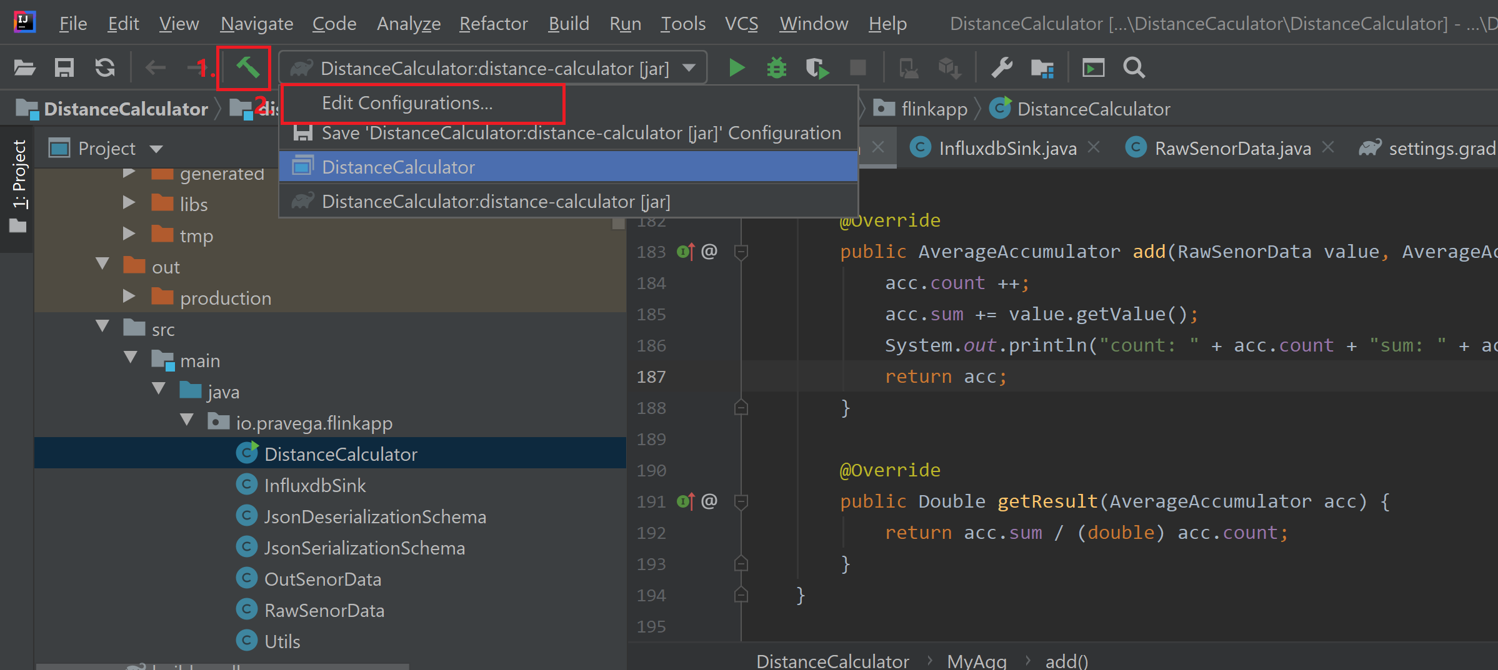 File Edit View Navigate Code Analyze Refactor Build Run Tools VCS Window Help DistanceCalculator [...\DistanceCaculator\DistanceCalculator] - ...\D
1. DistanceCalculator:distance-calculator [jar]
DistanceCalculator 2 dis flinkapp DistanceCalculator
Edit Configurations...
Save 'DistanceCalculator:distance-calculator [jar]' Configuration
DistanceCalculator
DistanceCalculator:distance-calculator [jar]
1: Project
Project
InfluxdbSink.java RawSenorData.java settings.grad
generated
libs
tmp
out
production
src
main
java
io.pravega.flinkapp
DistanceCalculator
InfluxdbSink
JsonDeserializationSchema
JsonSerializationSchema
OutSenorData
RawSenorData
Utils
182 @Override
183 @ public AverageAccumulator add(RawSenorData value, AverageAc
184 acc.count ++;
185 acc.sum += value.getValue();
186 System.out.println("count: " + acc.count + "sum: " + ac
187 return acc;
188 }
189
190 @Override
191 @ public Double getResult(AverageAccumulator acc) {
192 return acc.sum / (double) acc.count;
193 }
194 }
195
DistanceCalculator › MyAgg › add()